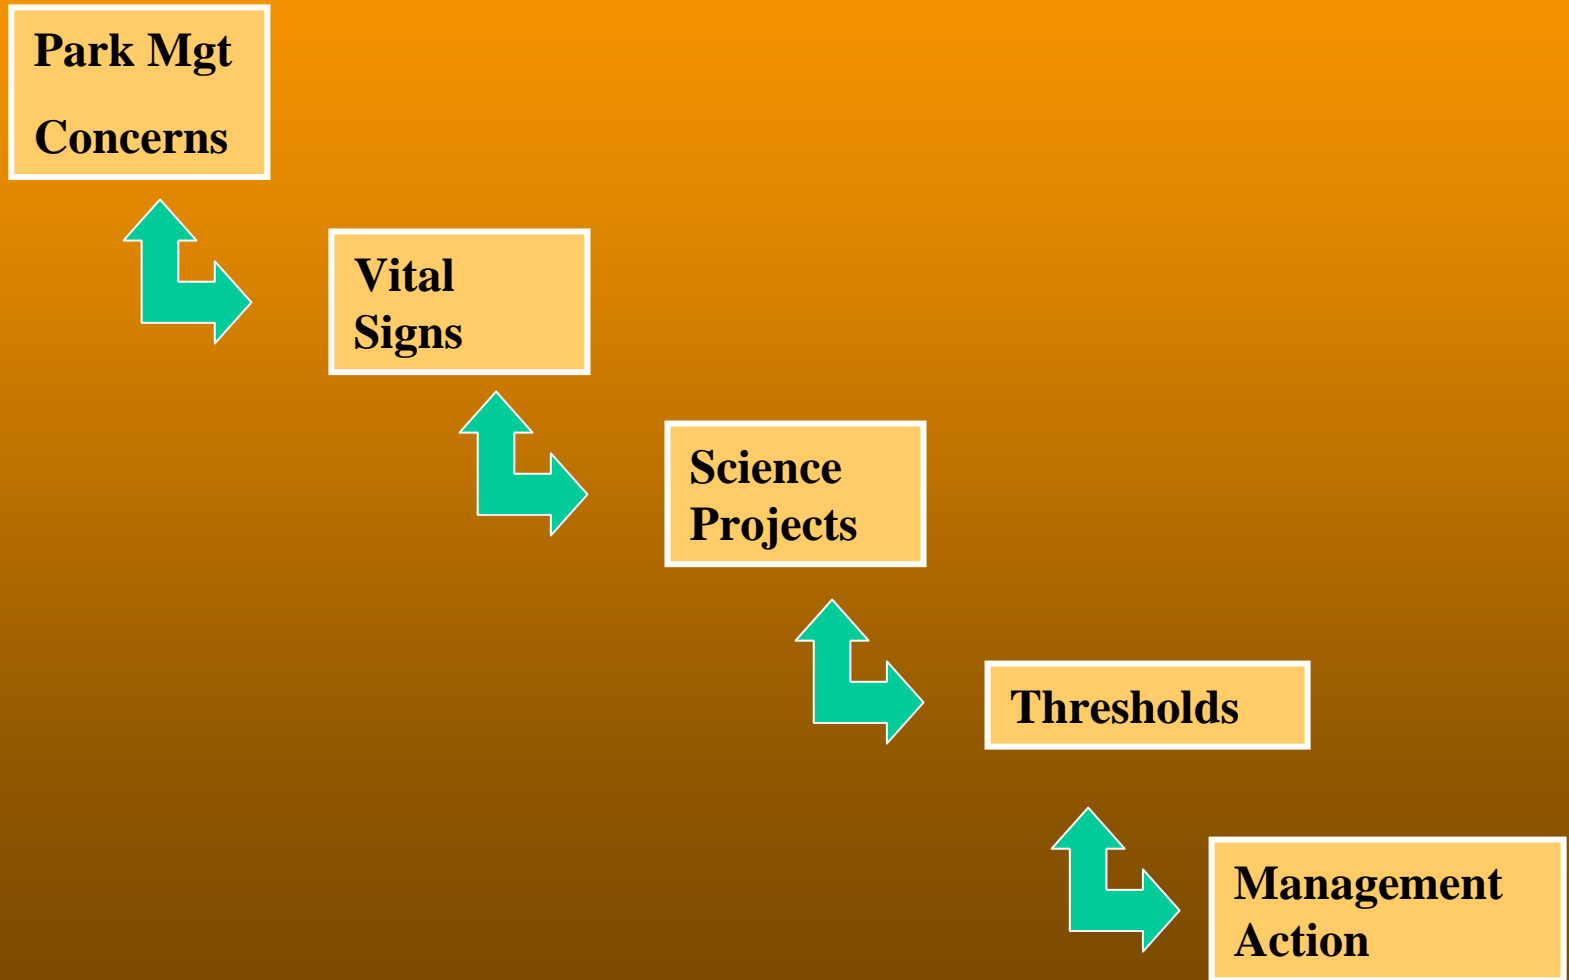 Park Mgt
Concerns
Vital
Signs
Science
Projects
Thresholds
Management
Action